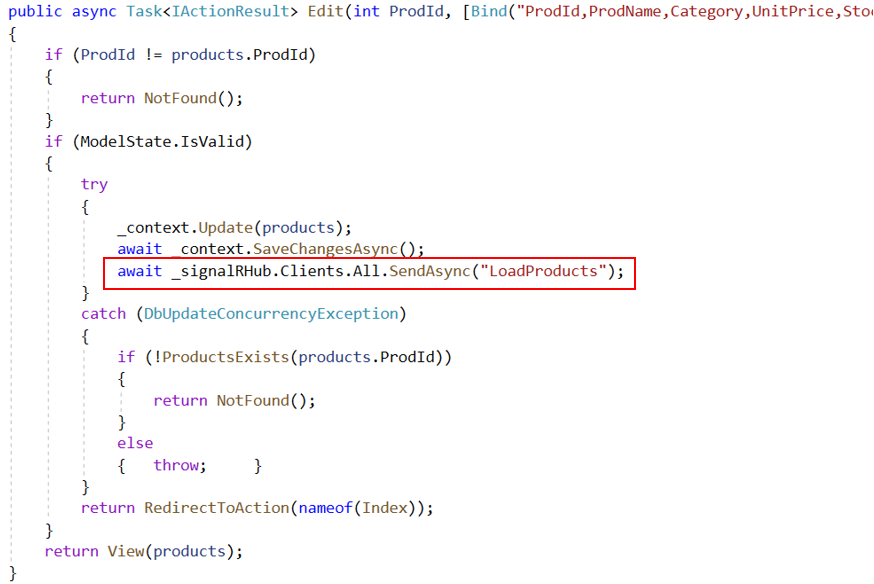 public async Task<IActionResult> Edit(int ProdId, [Bind("ProdId,ProdName,Category,UnitPrice,Stoc
{
if (ProdId != products.ProdId)
{
return NotFound();
}
if (ModelState.IsValid)
{
try
{
_context.Update(products);
await _context.SaveChangesAsync();
await _signalRHub.Clients.All.SendAsync("LoadProducts");
}
catch (DbUpdateConcurrencyException)
{
if (!ProductsExists(products.ProdId))
{
return NotFound();
}
else
{ throw; }
}
return RedirectToAction(nameof(Index));
}
return View(products);
}